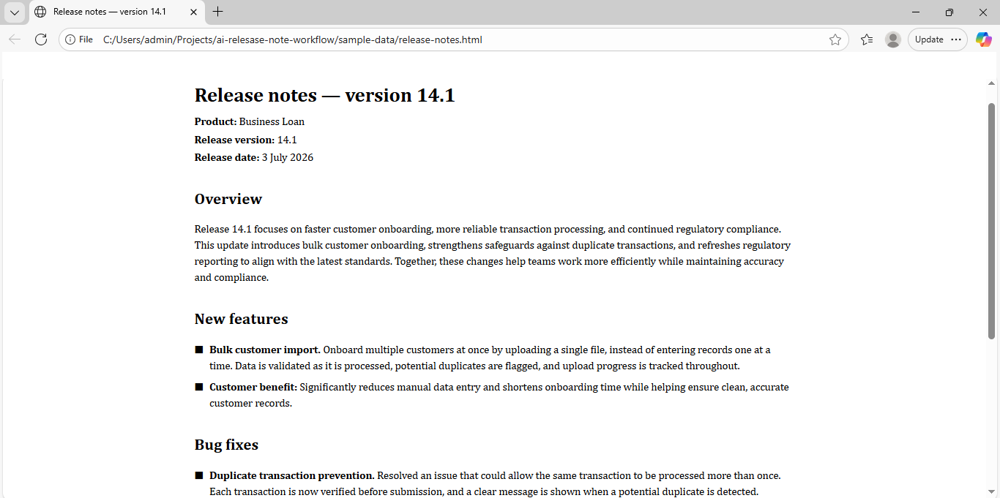 Release notes — version 14.1
File
C:/Users/admin/Projects/ai-relesase-note-workflow/sample-data/release-notes.html
Update
Release notes — version 14.1
Product: Business Loan
Release version: 14.1
Release date: 3 July 2026
Overview
Release 14.1 focuses on faster customer onboarding, more reliable transaction processing, and continued regulatory compliance.
This update introduces bulk customer onboarding, strengthens safeguards against duplicate transactions, and refreshes regulatory
reporting to align with the latest standards. Together, these changes help teams work more efficiently while maintaining accuracy
and compliance.
New features
■ Bulk customer import. Onboard multiple customers at once by uploading a single file, instead of entering records one at a
time. Data is validated as it is processed, potential duplicates are flagged, and upload progress is tracked throughout.
■ Customer benefit: Significantly reduces manual data entry and shortens onboarding time while helping ensure clean, accurate
customer records.
Bug fixes
■ Duplicate transaction prevention. Resolved an issue that could allow the same transaction to be processed more than once.
Each transaction is now verified before submission, and a clear message is shown when a potential duplicate is detected.